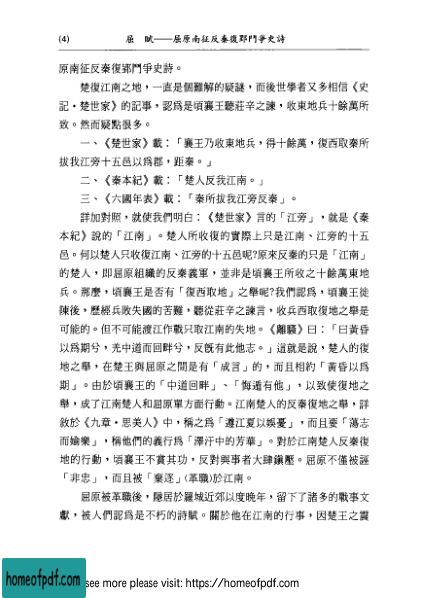 (4) 屈　賦——屈原南征反秦復郢鬥爭史詩
原南征反秦復郢鬥爭史詩。
楚復江南之地，一直是個難解的疑謎，而後世學者又多相信《史
記·楚世家》的記事，認爲是頃襄王聽莊辛之諫，收東地兵十餘萬所
致。然而疑點很多。
一、《楚世家》載：「襄王乃收東地兵，得十餘萬，復西取秦所
拔我江旁十五邑以爲郡，距秦。」
二、《秦本紀》載：「楚人反我江南。」
三、《六國年表》載：「秦所拔我江旁反秦」。
詳加對照，就使我們明白：《楚世家》言的「江旁」，就是《秦
本紀》說的「江南」。楚人所收復的實際上只是江南、江旁的十五
邑。何以楚人只收復江南、江旁的十五邑呢?原來反秦的只是「江南」
的楚人，即屈原組織的反秦義軍，並非是頃襄王所收之十餘萬東地
兵。那麼，頃襄王是否有「復西取地」之舉呢?我們認爲，頃襄王徙
陳後，歷經兵敗失國的苦難，聽從莊辛之諫言，收兵西取復地之舉是
可能的。但不可能渡江作戰只取江南的失地。《離騷》曰：「曰黃昏
以爲期兮，羌中道而回畔兮，反旣有此他志。」這就是說，楚人的復
地之舉，在楚王與屈原之間是有「成言」的，而且相約「黃昏以爲
期」。由於頃襄王的「中道回畔」、「悔遁有他」，以致使復地之
舉，成了江南楚人和屈原單方面行動。江南楚人的反秦復地之舉，詳
敘於《九章·思美人》中，稱之爲「遵江夏以娛憂」，而且要「蕩志
而婾樂」，稱他們的義行爲「澤汧中的芳華」。對於江南楚人反秦復
地的行動，頃襄王不賞其功，反對與事者大肆鎭壓。屈原不僅被誣
「非忠」，而且被「棄逐」(革職)於江南。
屈原被革職後，隱居於羅城近郊以度晚年，留下了諸多的戰事文
獻，被人們認爲是不朽的詩賦。關於他在江南的行事，因楚王之震
homeofpdf.com
see more please visit: https://homeofpdf.com